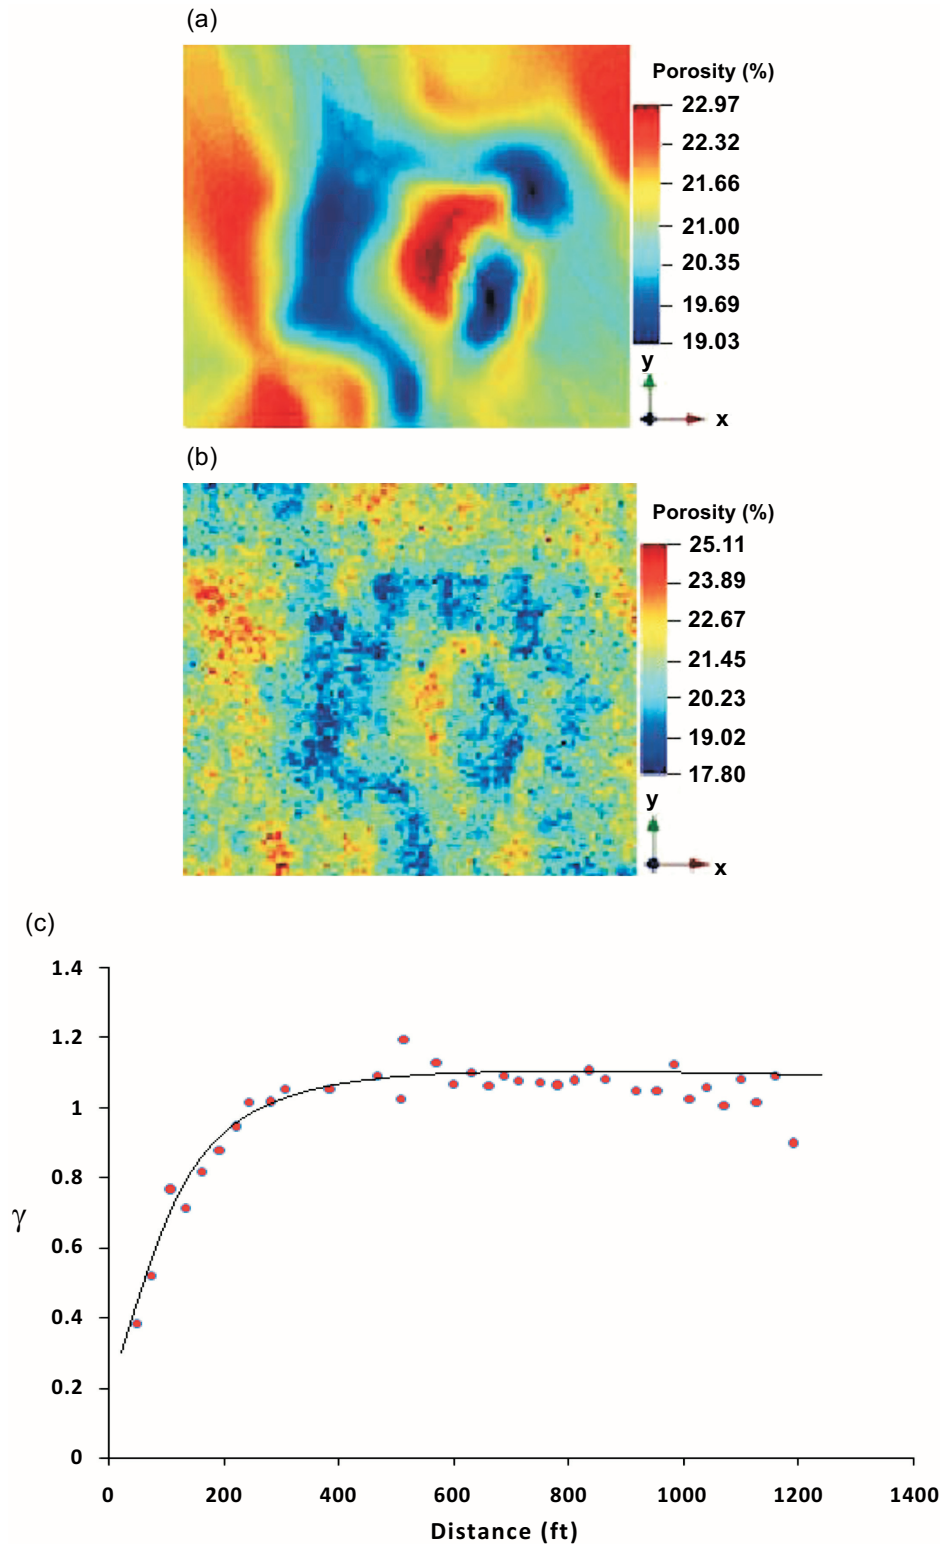 (a)
Porosity (%)
22.97
22.32
21.66
21.00
20.35
19.69
19.03
y
x
(b)
Porosity (%)
25.11
23.89
22.67
21.45
20.23
19.02
17.80
y
x
(c)
1.4
1.2
1
0.8
γ
0.6
0.4
0.2
0
0 200 400 600 800 1000 1200 1400
Distance (ft)